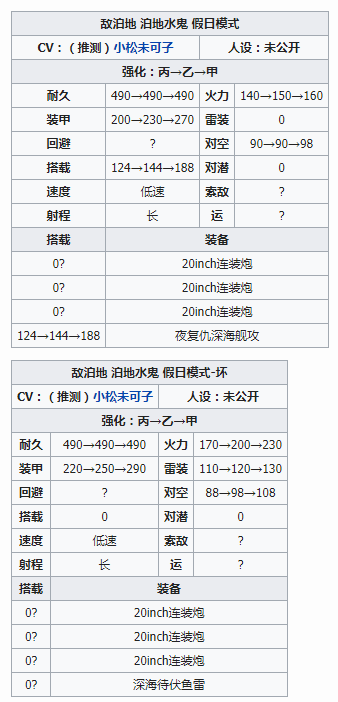 敌泊地 泊地水鬼 假日模式
CV：（推测）小松未可子 人设：未公开
强化：丙→乙→甲
耐久 490→490→490 火力 140→150→160
装甲 200→230→270 雷装 0
回避 ? 对空 90→90→98
搭载 124→144→188 对潜 0
速度 低速 索敌 ?
射程 长 运 ?
搭载 装备
0? 20inch连装炮
0? 20inch连装炮
0? 20inch连装炮
124→144→188 夜复仇深海舰攻
敌泊地 泊地水鬼 假日模式-坏
CV：（推测）小松未可子 人设：未公开
强化：丙→乙→甲
耐久 490→490→490 火力 170→200→230
装甲 220→250→290 雷装 110→120→130
回避 ? 对空 88→98→108
搭载 0 对潜 0
速度 低速 索敌 ?
射程 长 运 ?
搭载 装备
0? 20inch连装炮
0? 20inch连装炮
0? 20inch连装炮
0? 深海待伏鱼雷